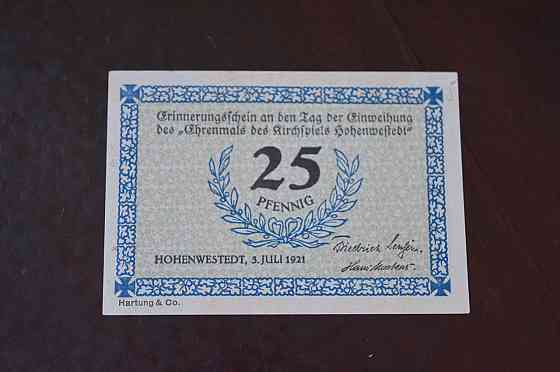 Erinnerungsschein an den Tag der Einweihung
des „Ehrenmals des Kirchspiels Hohenwestedt"
25
PFENNIG
HOHENWESTEDT, 3. JULI 1921
Diedrich
Hartung & Co.